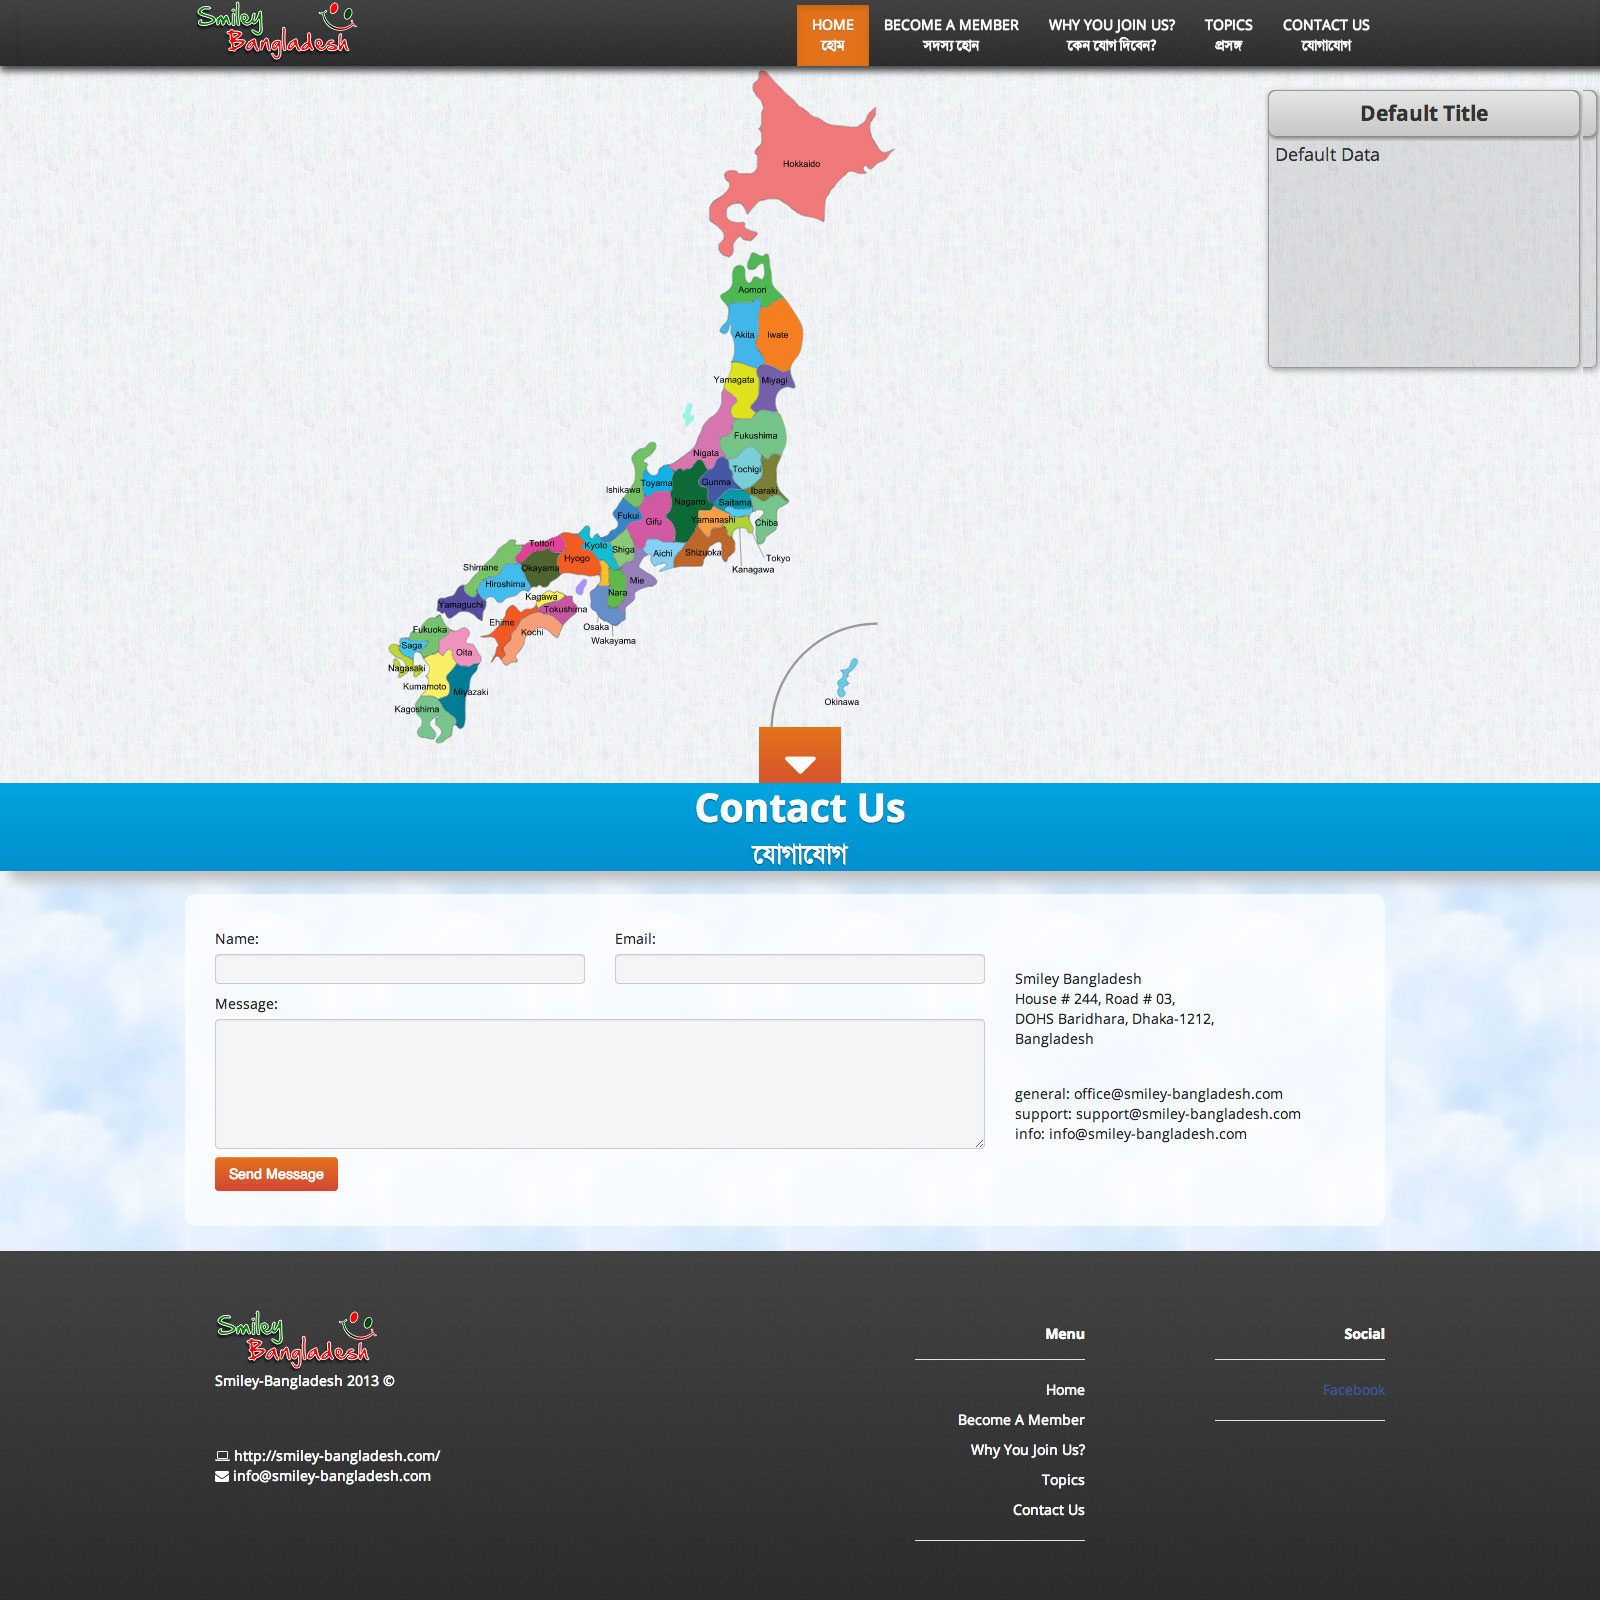 Smiley
Bangladesh
HOME
হোম
BECOME A MEMBER
সদস্য হোন
WHY YOU JOIN US?
কেন যোগ দিবেন?
TOPICS
প্রসঙ্গ
CONTACT US
যোগাযোগ
Default Title
Default Data
Hokkaido
Aomori
Akita
Iwate
Yamagata
Miyagi
Fukushima
Nigata
Tochigi
Toyama
Gunma
Ishikawa
Ibaraki
Nagano
Saitama
Fukui
Gifu
Yamanashi
Chiba
Tottori
Kyoto
Shiga
Aichi
Shizuoka
Hyogo
Tokyo
Shimane
Okayama
Kanagawa
Hiroshima
Mie
Nara
Kagawa
Yamaguchi
Tokushima
Ehime
Osaka
Fukuoka
Kochi
Wakayama
Saga
Oita
Nagasaki
Kumamoto
Miyazaki
Okinawa
Kagoshima
Contact Us
যোগাযোগ
Name:
Email:
Message:
Smiley Bangladesh
House # 244, Road # 03,
DOHS Baridhara, Dhaka-1212,
Bangladesh
general: office@smiley-bangladesh.com
support: support@smiley-bangladesh.com
info: info@smiley-bangladesh.com
Send Message
Smiley
Bangladesh
Smiley-Bangladesh 2013 ©
http://smiley-bangladesh.com/
info@smiley-bangladesh.com
Menu
Home
Become A Member
Why You Join Us?
Topics
Contact Us
Social
Facebook